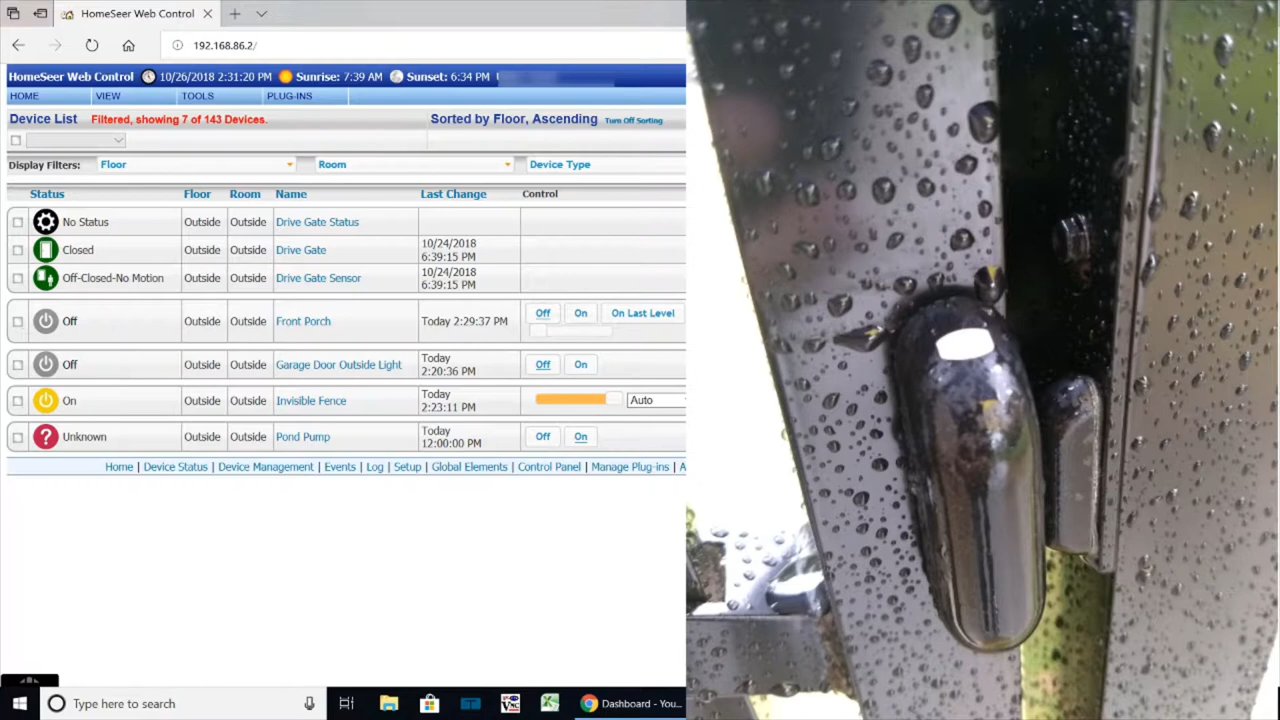 HomeSeer Web Control
192.168.86.2/
HomeSeer Web Control 10/26/2018 2:31:20 PM Sunrise: 7:39 AM Sunset: 6:34 PM
HOME VIEW TOOLS PLUG-INS
Device List Filtered, showing 7 of 143 Devices. Sorted by Floor, Ascending Turn Off Sorting
Display Filters: Floor Room Device Type
Status Floor Room Name Last Change Control
No Status Outside Outside Drive Gate Status
Closed Outside Outside Drive Gate 10/24/2018
6:39:15 PM
Off-Closed-No Motion Outside Outside Drive Gate Sensor 10/24/2018
6:39:15 PM
Off Outside Outside Front Porch Today 2:29:37 PM Off On On Last Level
Off Outside Outside Garage Door Outside Light Today
2:20:36 PM Off On
On Outside Outside Invisible Fence Today
2:23:11 PM Auto
Unknown Outside Outside Pond Pump Today
12:00:00 PM Off On
Home | Device Status | Device Management | Events | Log | Setup | Global Elements | Control Panel | Manage Plug-ins | A
Type here to search Dashboard - You...